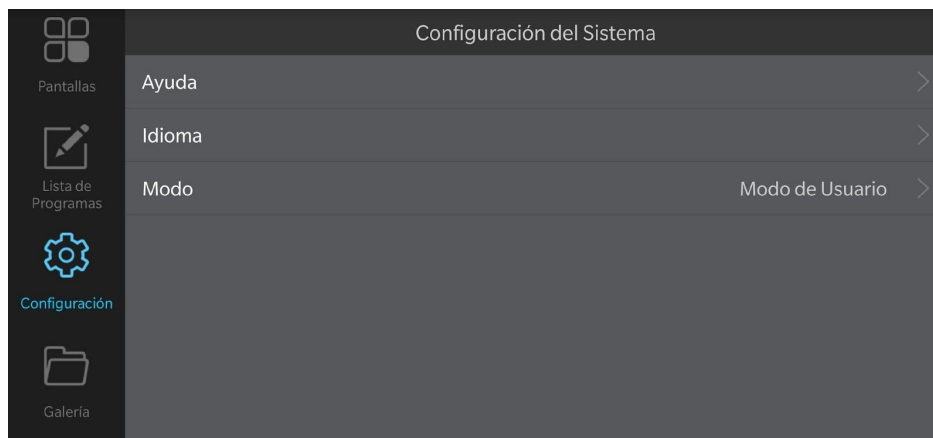 Configuración del Sistema
Pantallas
Lista de
Programas
Configuración
Galería
Ayuda
Idioma
Modo
Modo de Usuario